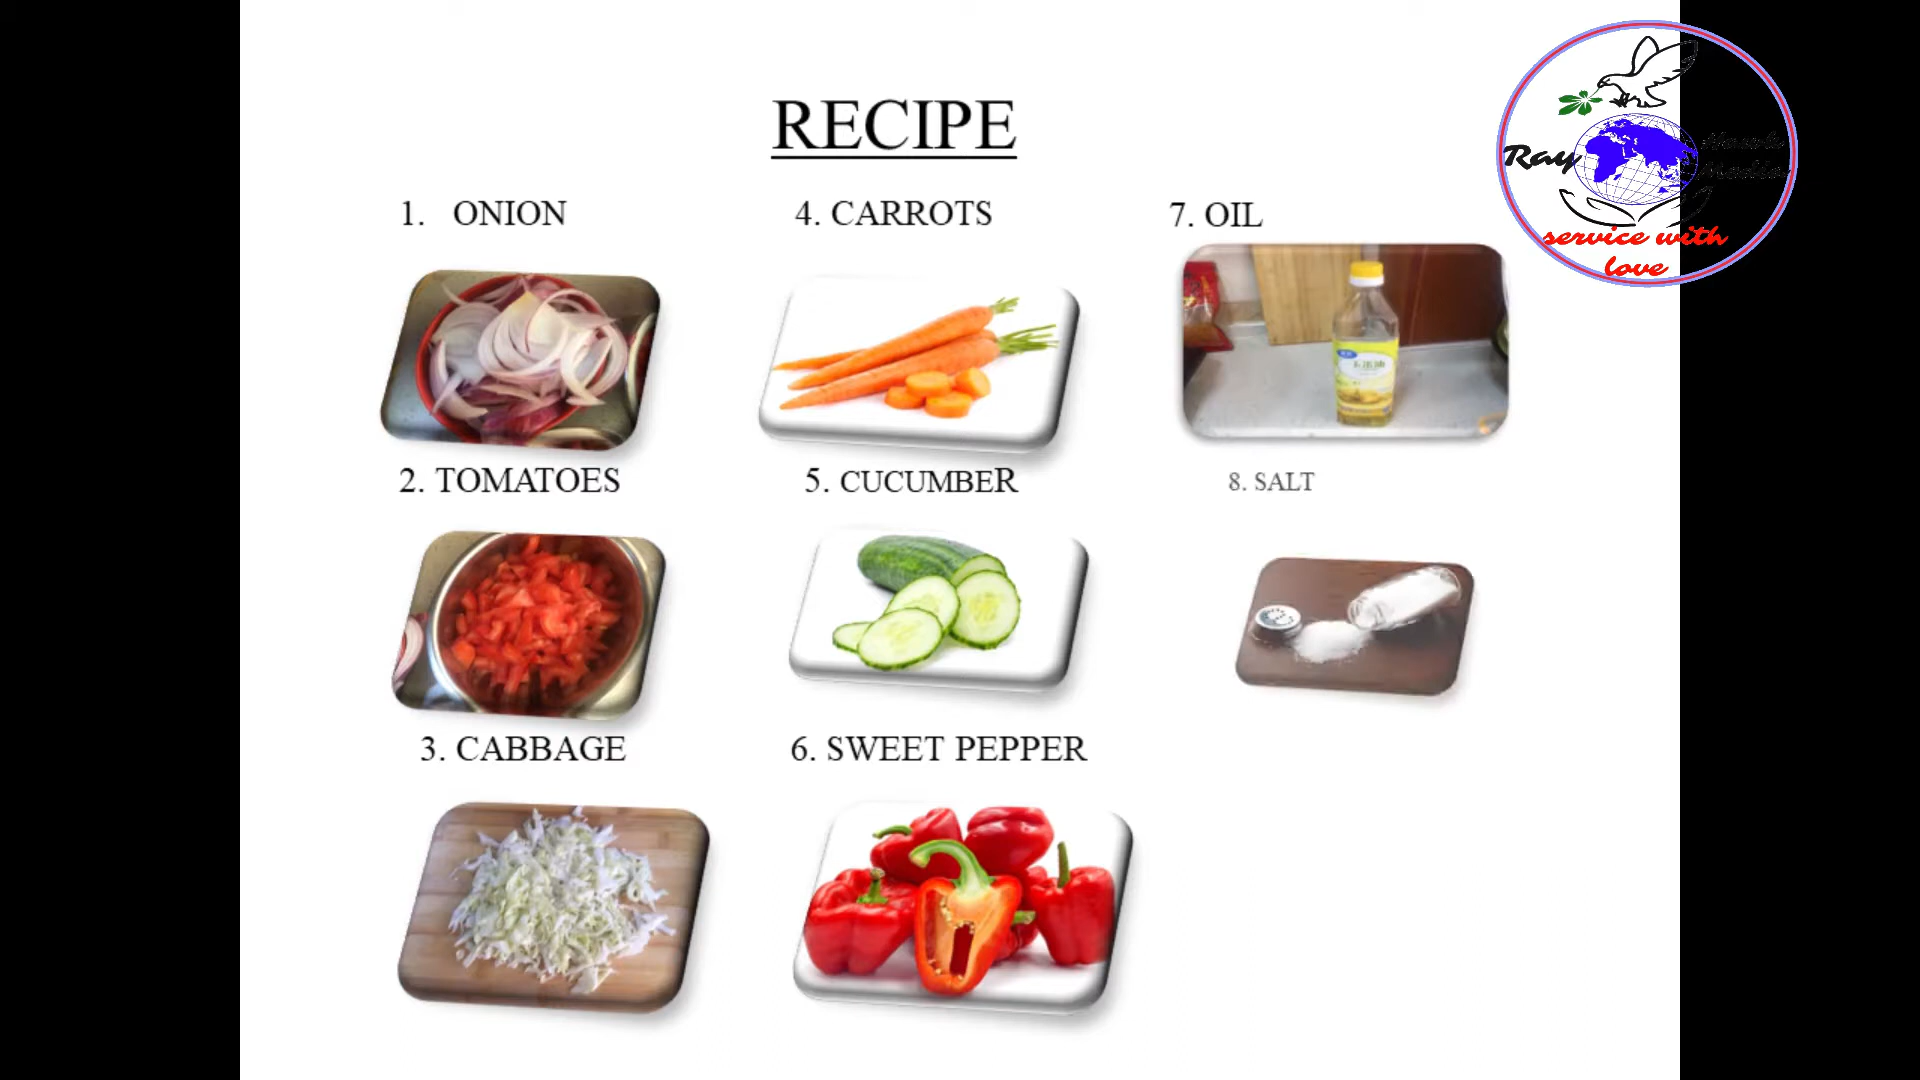 RECIPE
1. ONION
2. TOMATOES
3. CABBAGE
4. CARROTS
5. CUCUMBER
6. SWEET PEPPER
7. OIL
8. SALT
Ray
Media
service with
love